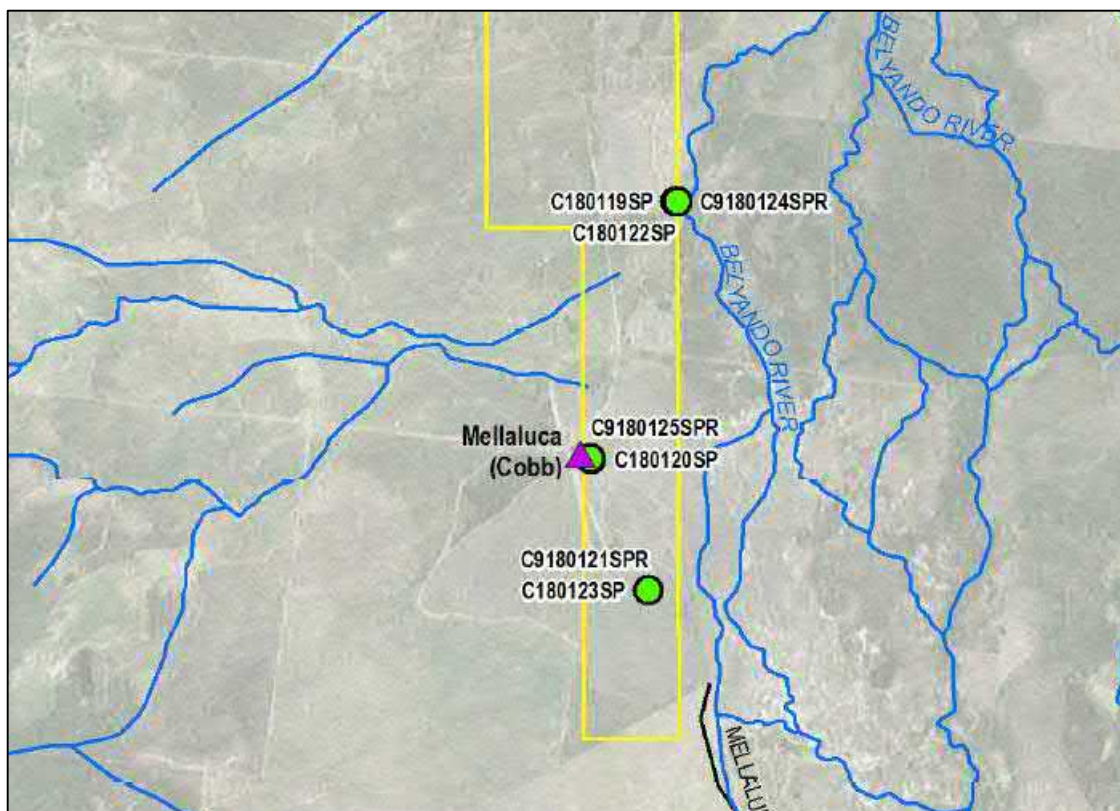 BELYANDO RIVER
C180119SP
C9180124SPR
C180122SP
BELYANDO RIVER
C9180125SPR
Mellaluca
(Cobb)
C180120SP
C9180121SPR
C180123SP
MELLALU